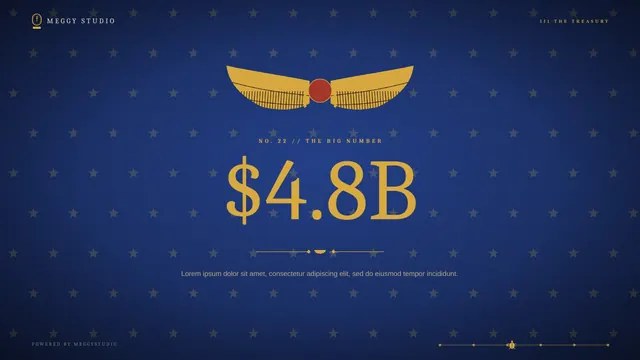 MEGGY STUDIO
III THE TREASURY
NO. 22 // THE BIG NUMBER
$4.8B
Lorem ipsum dolor sit amet, consectetur adipiscing elit, sed do eiusmod tempor incididunt.
POWERED BY MEGGYSTUDIO